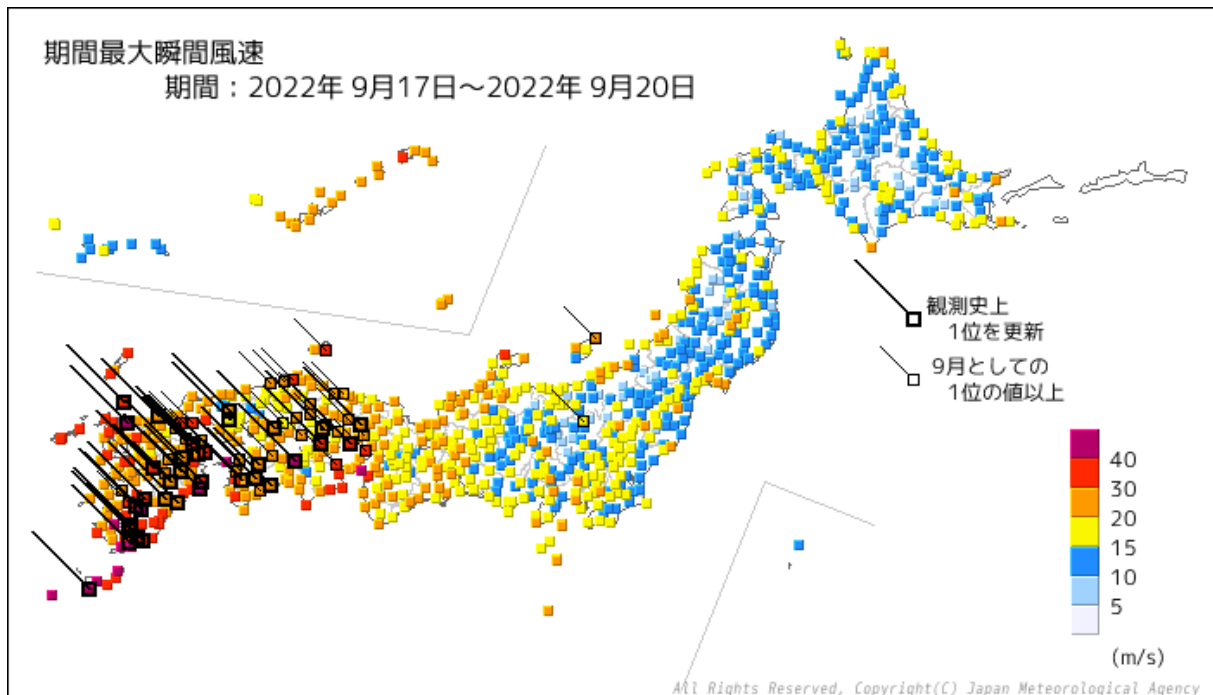 期間最大瞬間風速
期間：2022年 9月17日～2022年 9月20日
観測史上
1位を更新
9月としての
1位の値以上
40
30
20
15
10
5
(m/s)
All Rights Reserved, Copyright(C) Japan Meteorological Agency